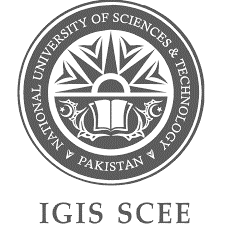 NATIONAL UNIVERSITY OF SCIENCES & TECHNOLOGY
PAKISTAN
IGIS SCEE